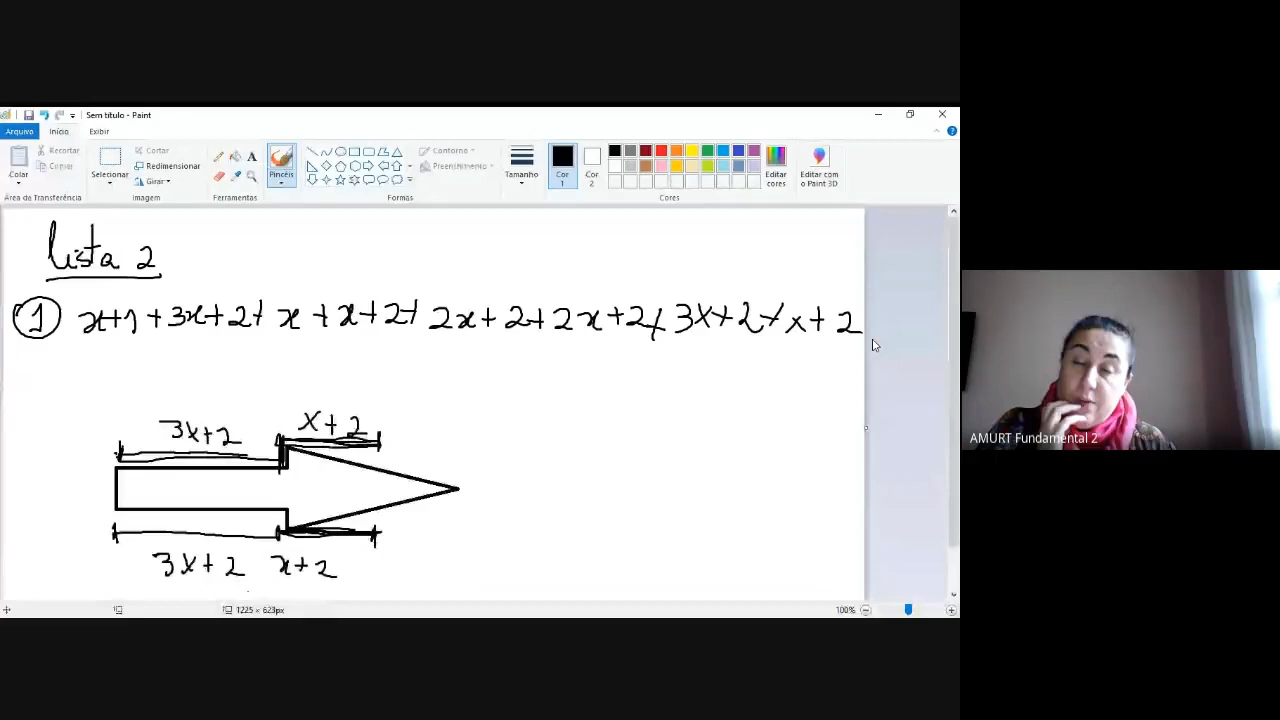 Sem título - Paint
Arquivo Início Exibir
Colar
Recortar
Copiar
Área de Transferência
Selecionar
Redimensionar
Girar
Imagem
A
Ferramentas
Pincéis
Contorno
Preenchimento
Formas
Tamanho
Cor 1
Cor 2
Editar cores
Cores
Editar com o Paint 3D
Lista 2
1 x+1+3x+2+x+x+2+2x+2+2x+2+3x+2+x+2
3x+2 x+2
3x+2 x+2
1225 × 623px 100%
AMURT Fundamental 2